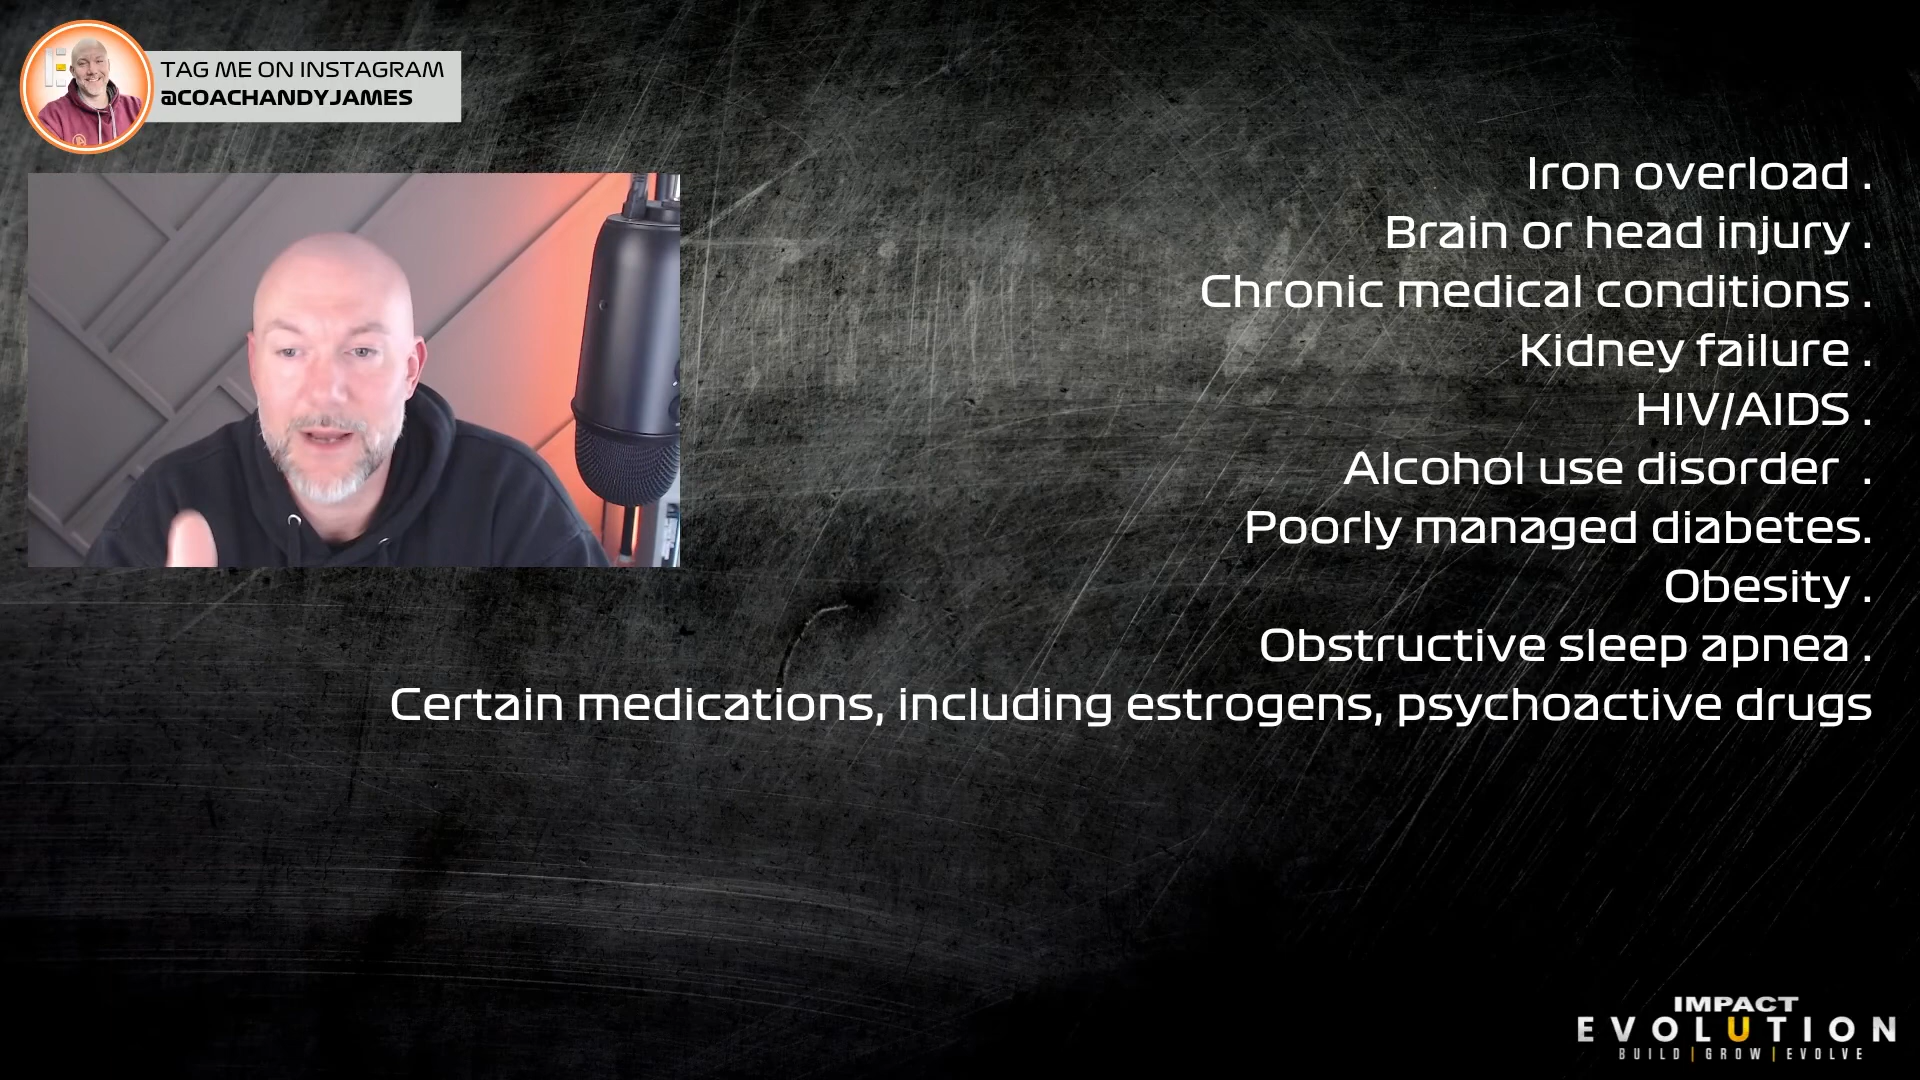 TAG ME ON INSTAGRAM
@COACHANDYJAMES
Iron overload .
Brain or head injury .
Chronic medical conditions .
Kidney failure .
HIV/AIDS .
Alcohol use disorder .
Poorly managed diabetes.
Obesity .
Obstructive sleep apnea .
Certain medications, including estrogens, psychoactive drugs
IMPACT
EVOLUTION
BUILD|GROW|EVOLVE